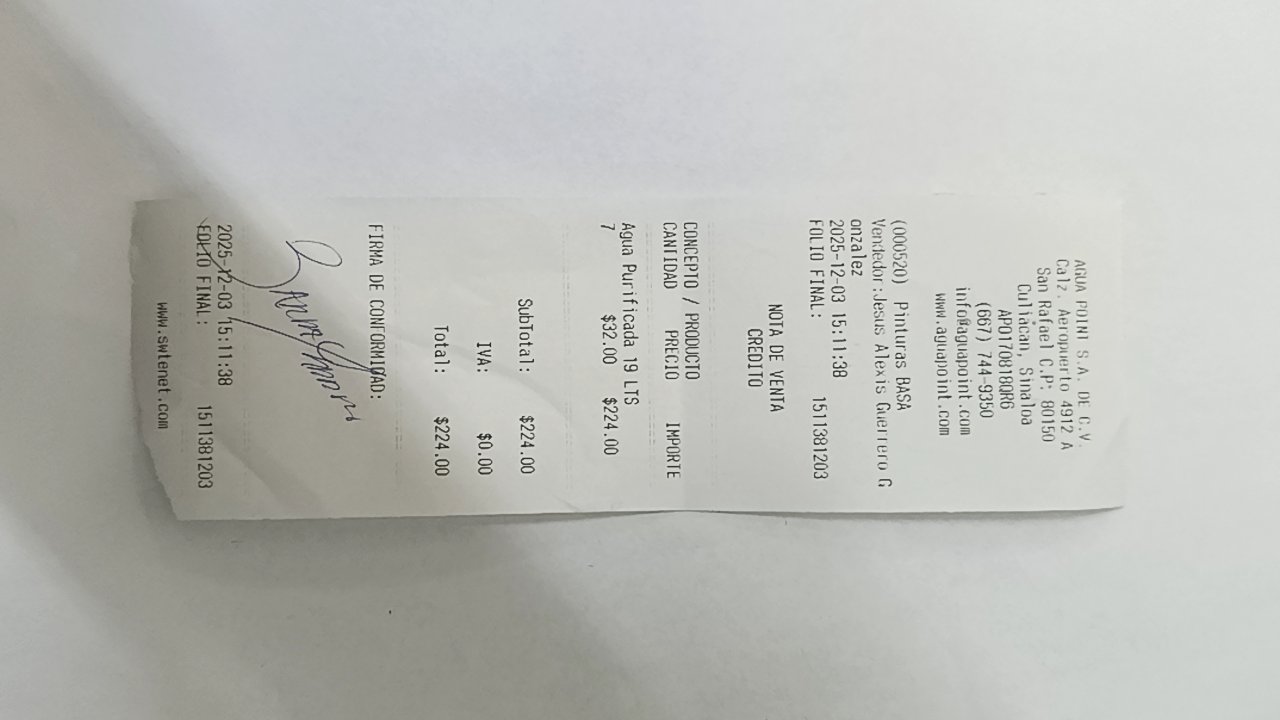 AGUA POINT S.A. DE C.V.
Calz. Aeropuerto 4912 A
San Rafael C.P: 80150
Culiacan, Sinaloa
APO170818QR6
(667) 744-9350
info@aguapoint.com
www.aguapoint.com
(000520) Pinturas BASA
Vendedor:Jesus Alexis Guerrero G
onzalez
2025-12-03 15:11:38
FOLIO FINAL: 1511381203
NOTA DE VENTA
CREDITO
CONCEPTO / PRODUCTO
CANTIDAD PRECIO IMPORTE
Agua Purificada 19 LTS
7 $32.00 $224.00
SubTotal: $224.00
IVA: $0.00
Total: $224.00
FIRMA DE CONFORMIDAD:
2025-12-03 15:11:38
FOLIO FINAL: 1511381203
www.swtenet.com